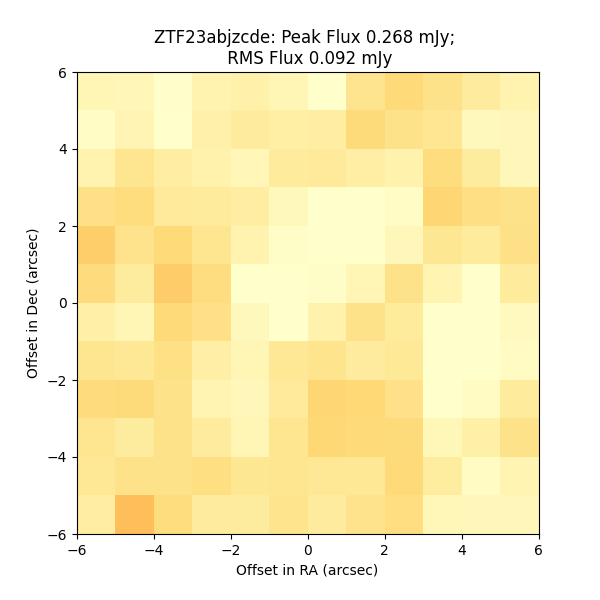 ZTF23abjzcde: Peak Flux 0.268 mJy;
RMS Flux 0.092 mJy
6
4
2
0
−2
−4
−6
Offset in Dec (arcsec)
−6 −4 −2 0 2 4 6
Offset in RA (arcsec)